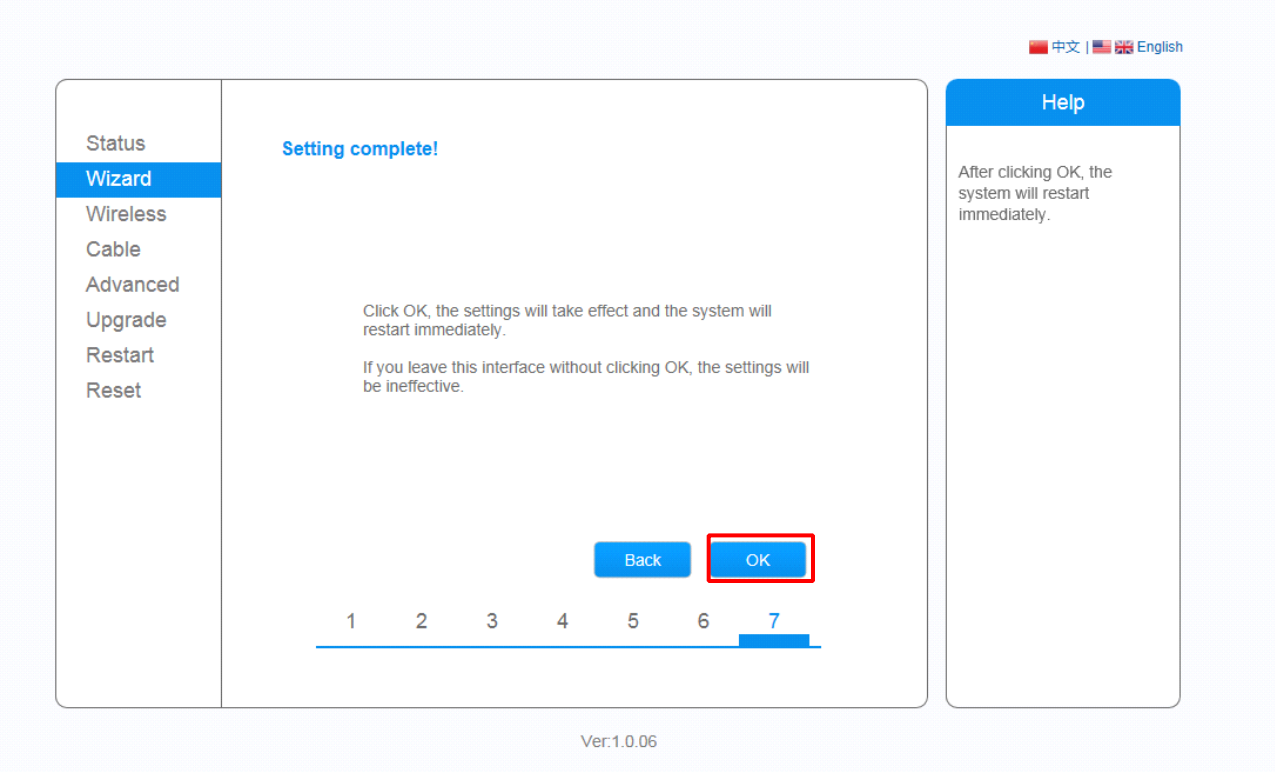 中文 | English
Status
Wizard
Wireless
Cable
Advanced
Upgrade
Restart
Reset
Setting complete!
Click OK, the settings will take effect and the system will
restart immediately.
If you leave this interface without clicking OK, the settings will
be ineffective.
Back OK
1 2 3 4 5 6 7
Help
After clicking OK, the
system will restart
immediately.
Ver:1.0.06